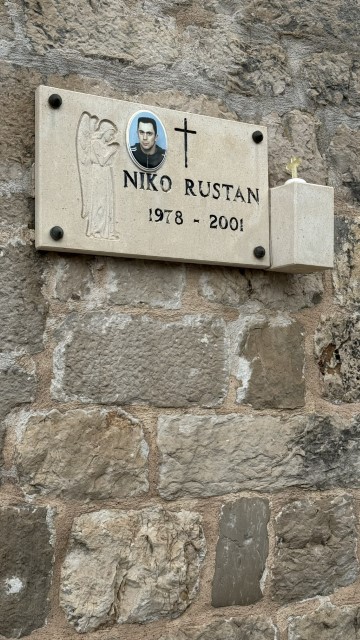 NIKO RUSTAN
1978 - 2001